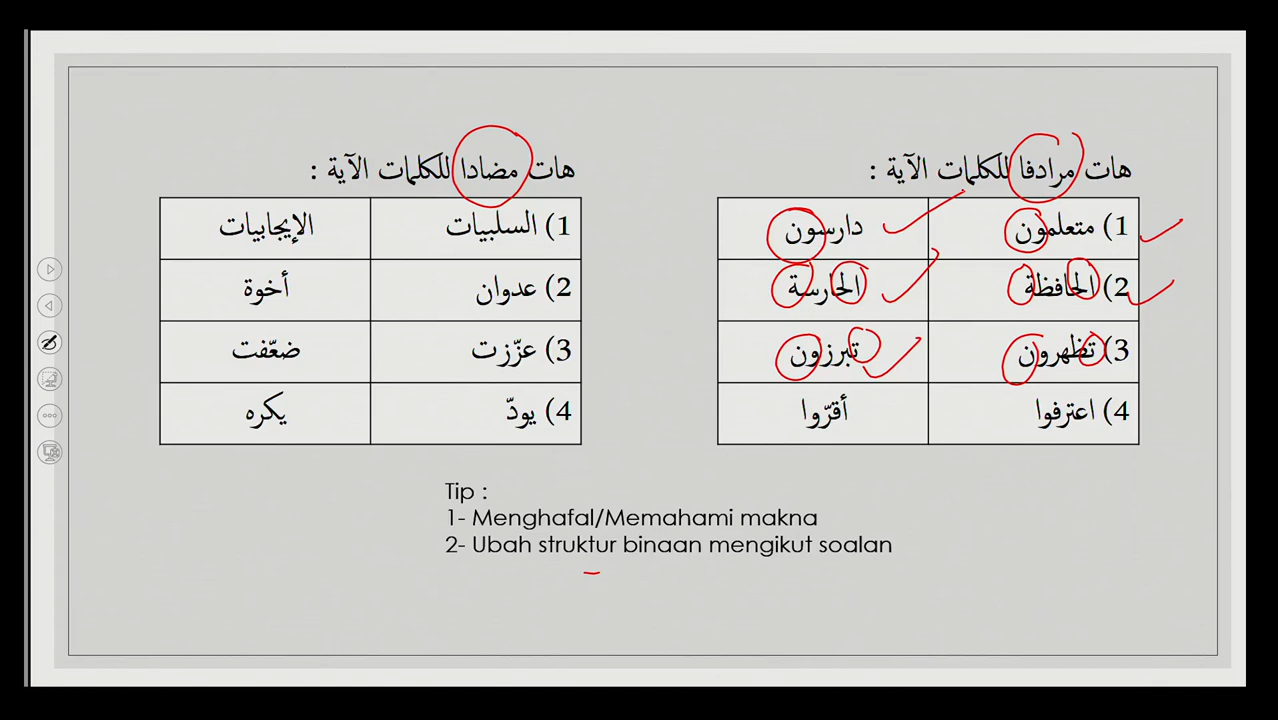 هات مرادفا للكلمات الآية :
1) متعلمون دارسون
2) الحافظة الحارسة
3) تظهرون تبرزون
4) اعترفوا أقرّوا
هات مضادا للكلمات الآية :
1) السلبيات الإيجابيات
2) عدوان أخوة
3) عزّزت ضعّفت
4) يودّ يكره
Tip :
1- Menghafal/Memahami makna
2- Ubah struktur binaan mengikut soalan